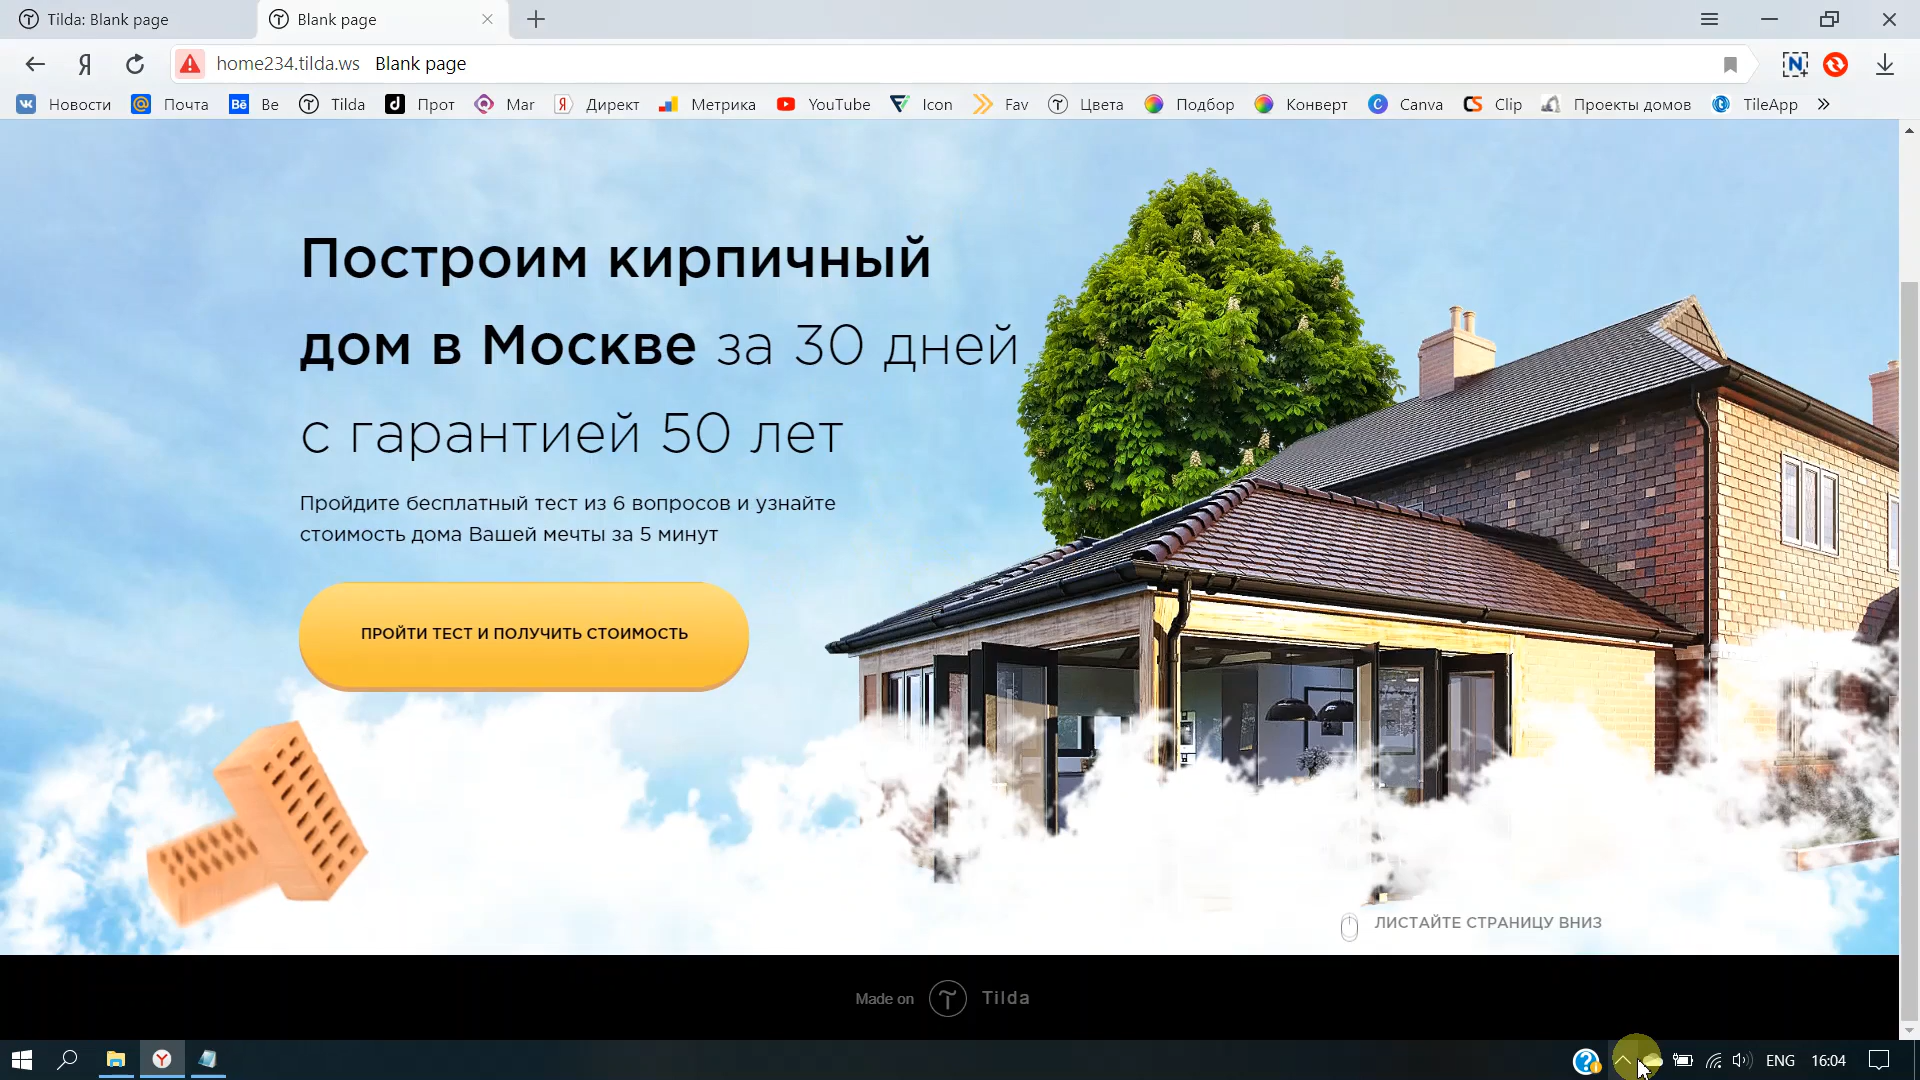 Tilda: Blank page
Blank page
Я
home234.tilda.ws Blank page
Новости
Почта
Bē Be
Tilda
Прот
Mar
Я Директ
Метрика
YouTube
Icon
Fav
Цвета
Подбор
Конверт
C Canva
CS Clip
Проекты домов
TileApp
Построим кирпичный
дом в Москве за 30 дней
с гарантией 50 лет
Пройдите бесплатный тест из 6 вопросов и узнайте
стоимость дома Вашей мечты за 5 минут
ПРОЙТИ ТЕСТ И ПОЛУЧИТЬ СТОИМОСТЬ
ЛИСТАЙТЕ СТРАНИЦУ ВНИЗ
Made on Tilda
ENG 16:04